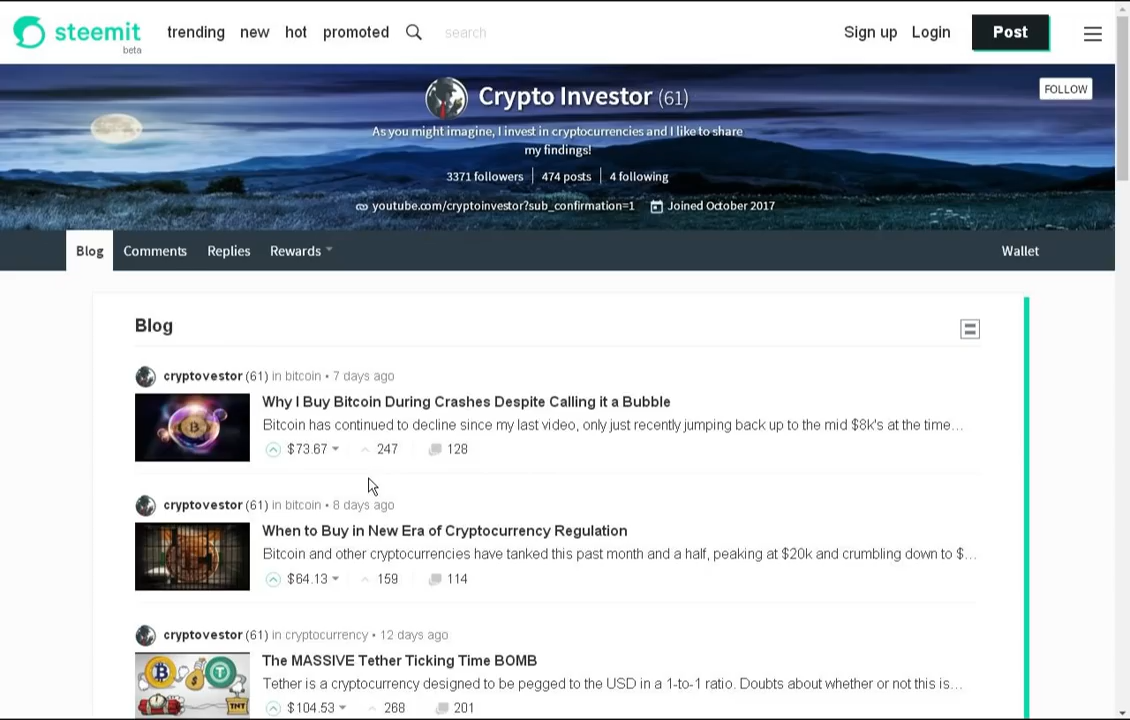 steemit
beta
trending new hot promoted search Sign up Login Post
Crypto Investor (61)
FOLLOW
As you might imagine, I invest in cryptocurrencies and I like to share
my findings!
3371 followers 474 posts 4 following
youtube.com/cryptoinvestor?sub_confirmation=1 Joined October 2017
Blog Comments Replies Rewards Wallet
Blog
cryptovestor (61) in bitcoin • 7 days ago
Why I Buy Bitcoin During Crashes Despite Calling it a Bubble
Bitcoin has continued to decline since my last video, only just recently jumping back up to the mid $8k's at the time…
$73.67 247 128
cryptovestor (61) in bitcoin • 8 days ago
When to Buy in New Era of Cryptocurrency Regulation
Bitcoin and other cryptocurrencies have tanked this past month and a half, peaking at $20k and crumbling down to $…
$64.13 159 114
cryptovestor (61) in cryptocurrency • 12 days ago
The MASSIVE Tether Ticking Time BOMB
Tether is a cryptocurrency designed to be pegged to the USD in a 1-to-1 ratio. Doubts about whether or not this is…
TNT
$104.53 268 201